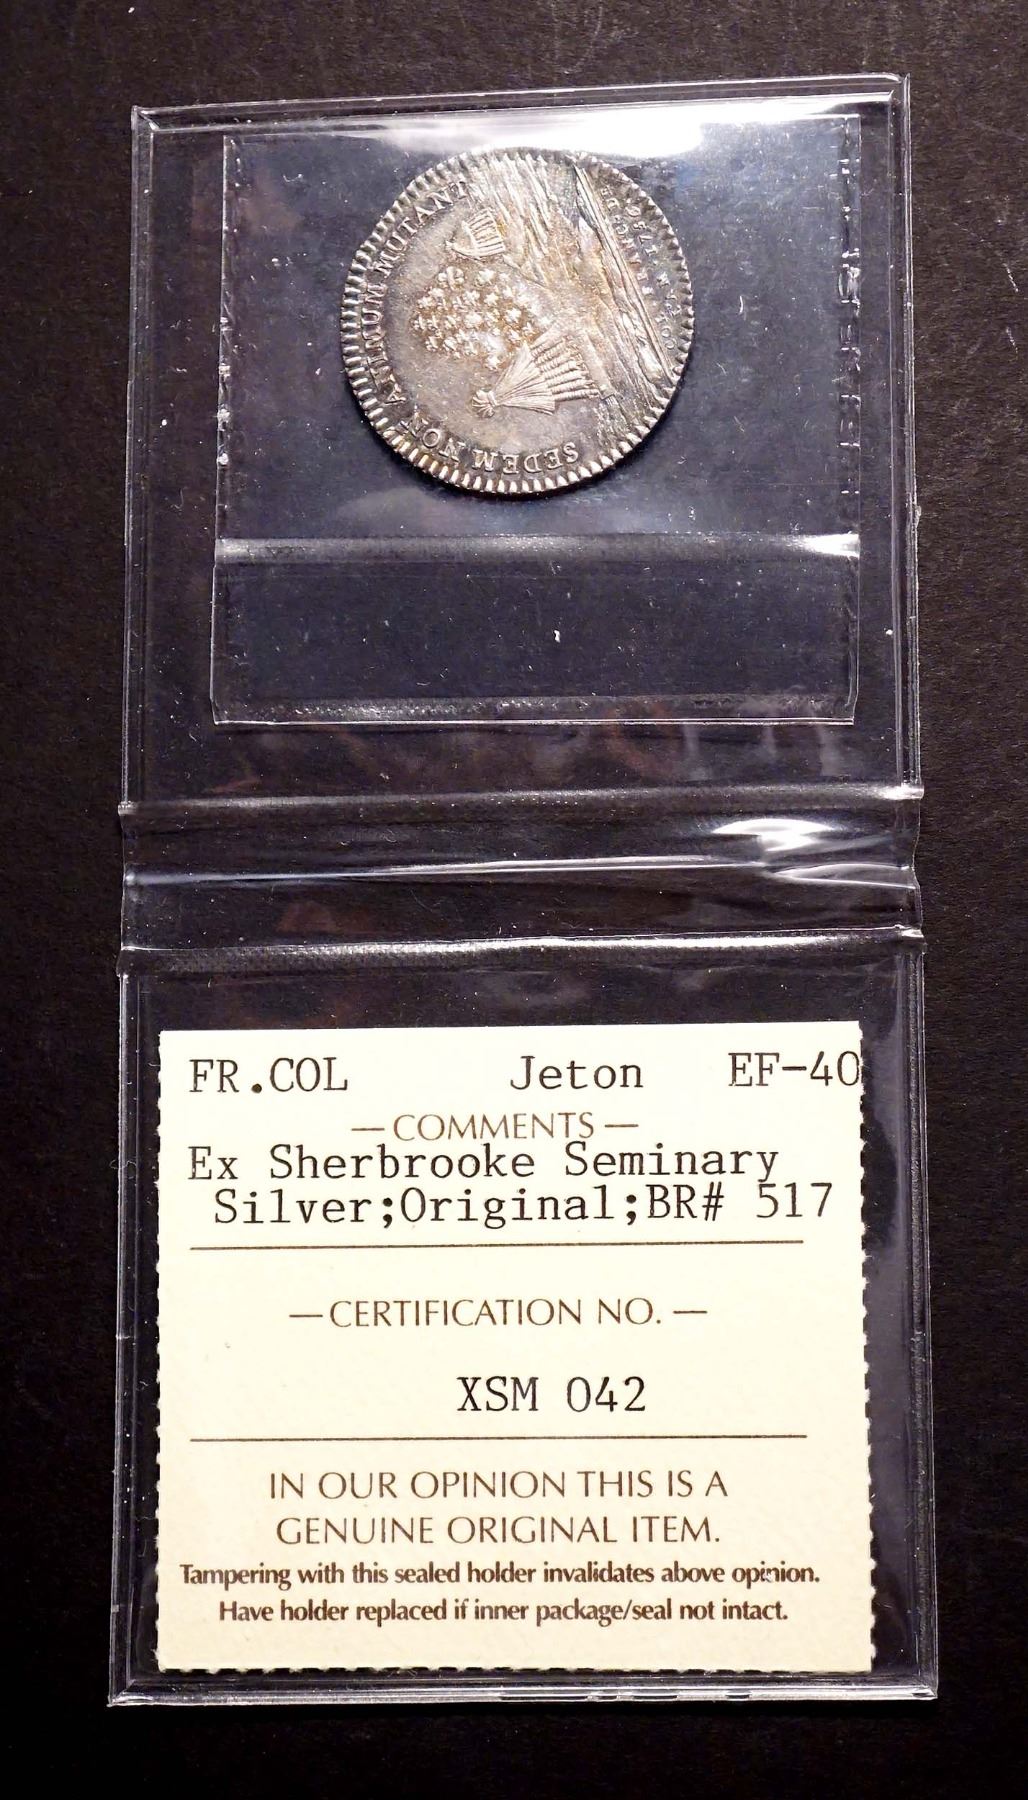 SEDEM NON ANIMUM MUTANT
FR.COL Jeton EF-40
—COMMENTS—
Ex Sherbrooke Seminary
Silver;Original;BR# 517
—CERTIFICATION NO.—
XSM 042
IN OUR OPINION THIS IS A
GENUINE ORIGINAL ITEM.
Tampering with this sealed holder invalidates above opinion.
Have holder replaced if inner package/seal not intact.